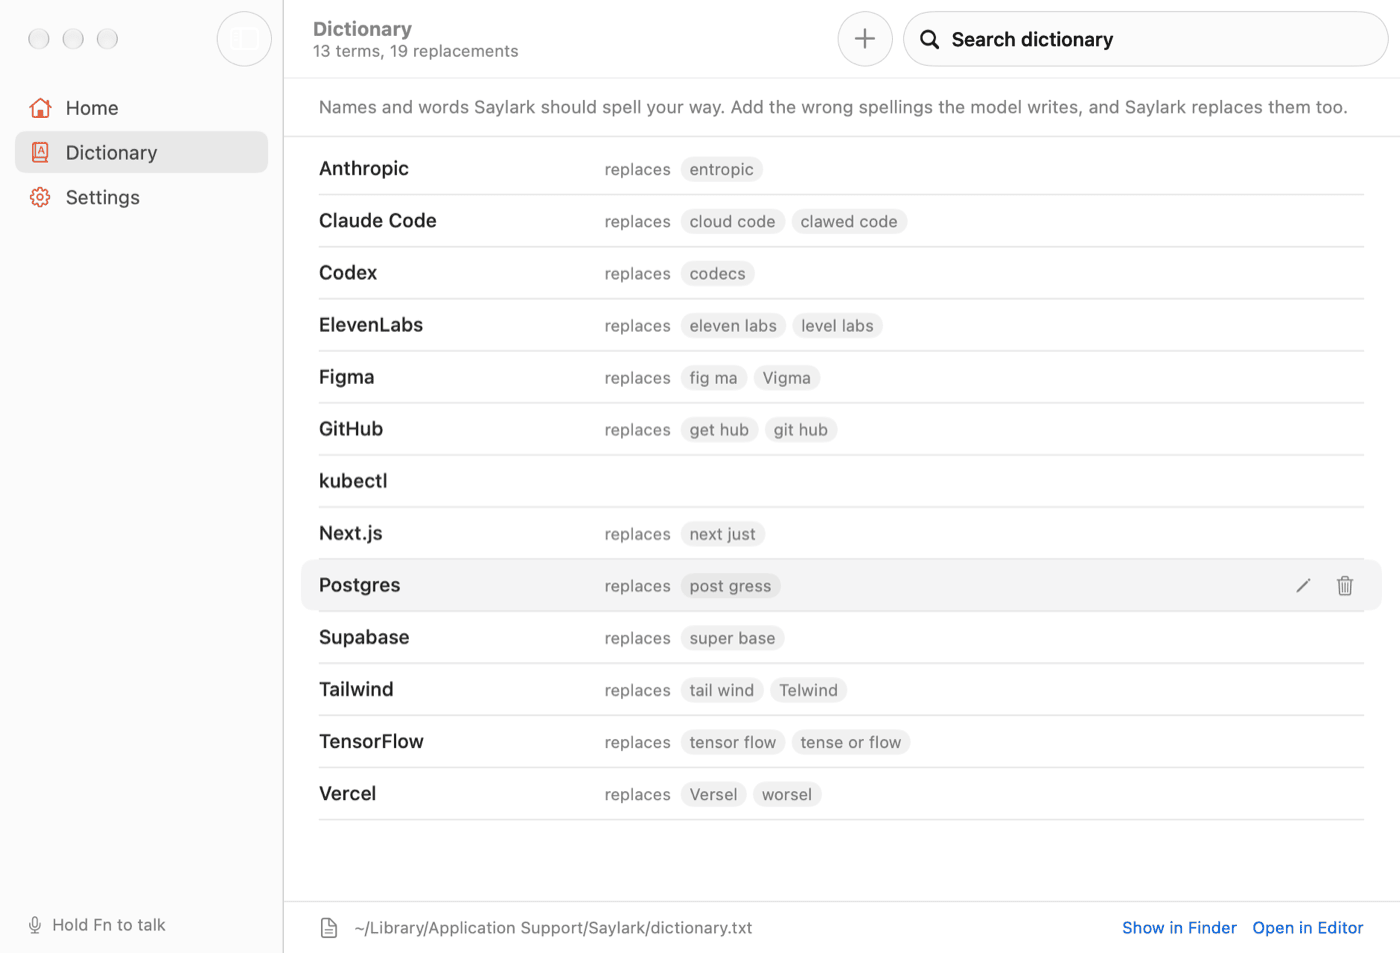 Dictionary
13 terms, 19 replacements
Search dictionary
Home
Dictionary
Settings
Names and words Saylark should spell your way. Add the wrong spellings the model writes, and Saylark replaces them too.
Anthropic replaces entropic
Claude Code replaces cloud code clawed code
Codex replaces codecs
ElevenLabs replaces eleven labs level labs
Figma replaces fig ma Vigma
GitHub replaces get hub git hub
kubectl
Next.js replaces next just
Postgres replaces post gress
Supabase replaces super base
Tailwind replaces tail wind Telwind
TensorFlow replaces tensor flow tense or flow
Vercel replaces Versel worsel
Hold Fn to talk
~/Library/Application Support/Saylark/dictionary.txt
Show in Finder Open in Editor